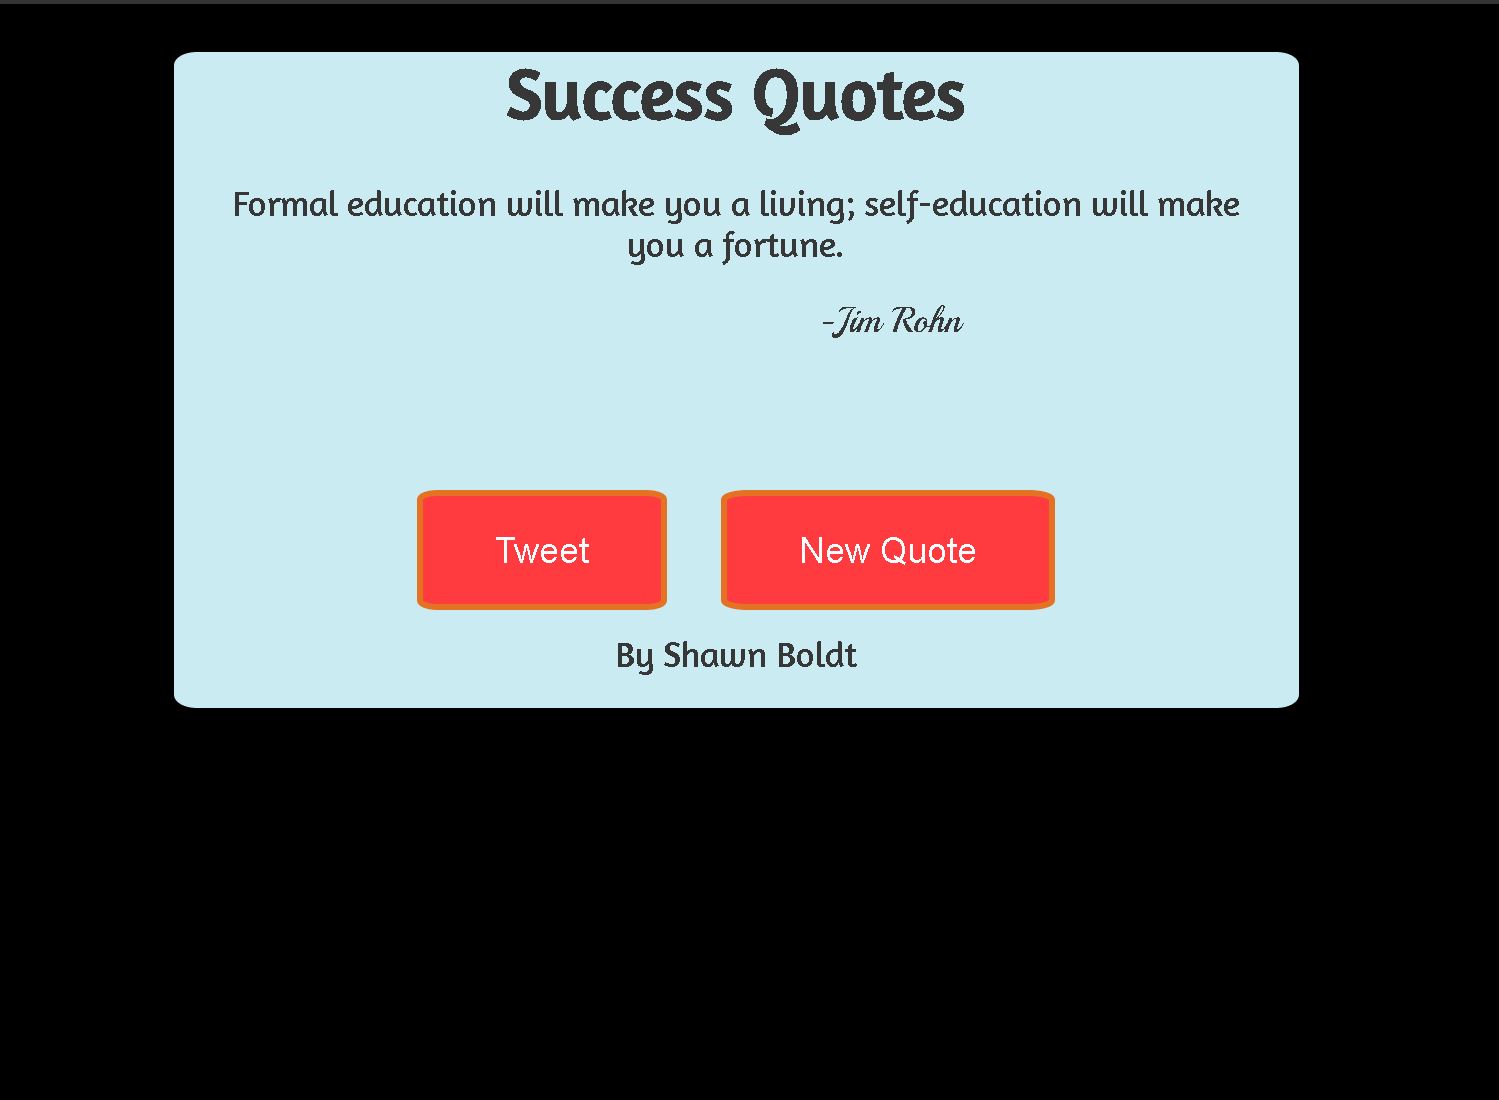 Success Quotes
Formal education will make you a living; self-education will make
you a fortune.
-Jim Rohn
Tweet
New Quote
By Shawn Boldt